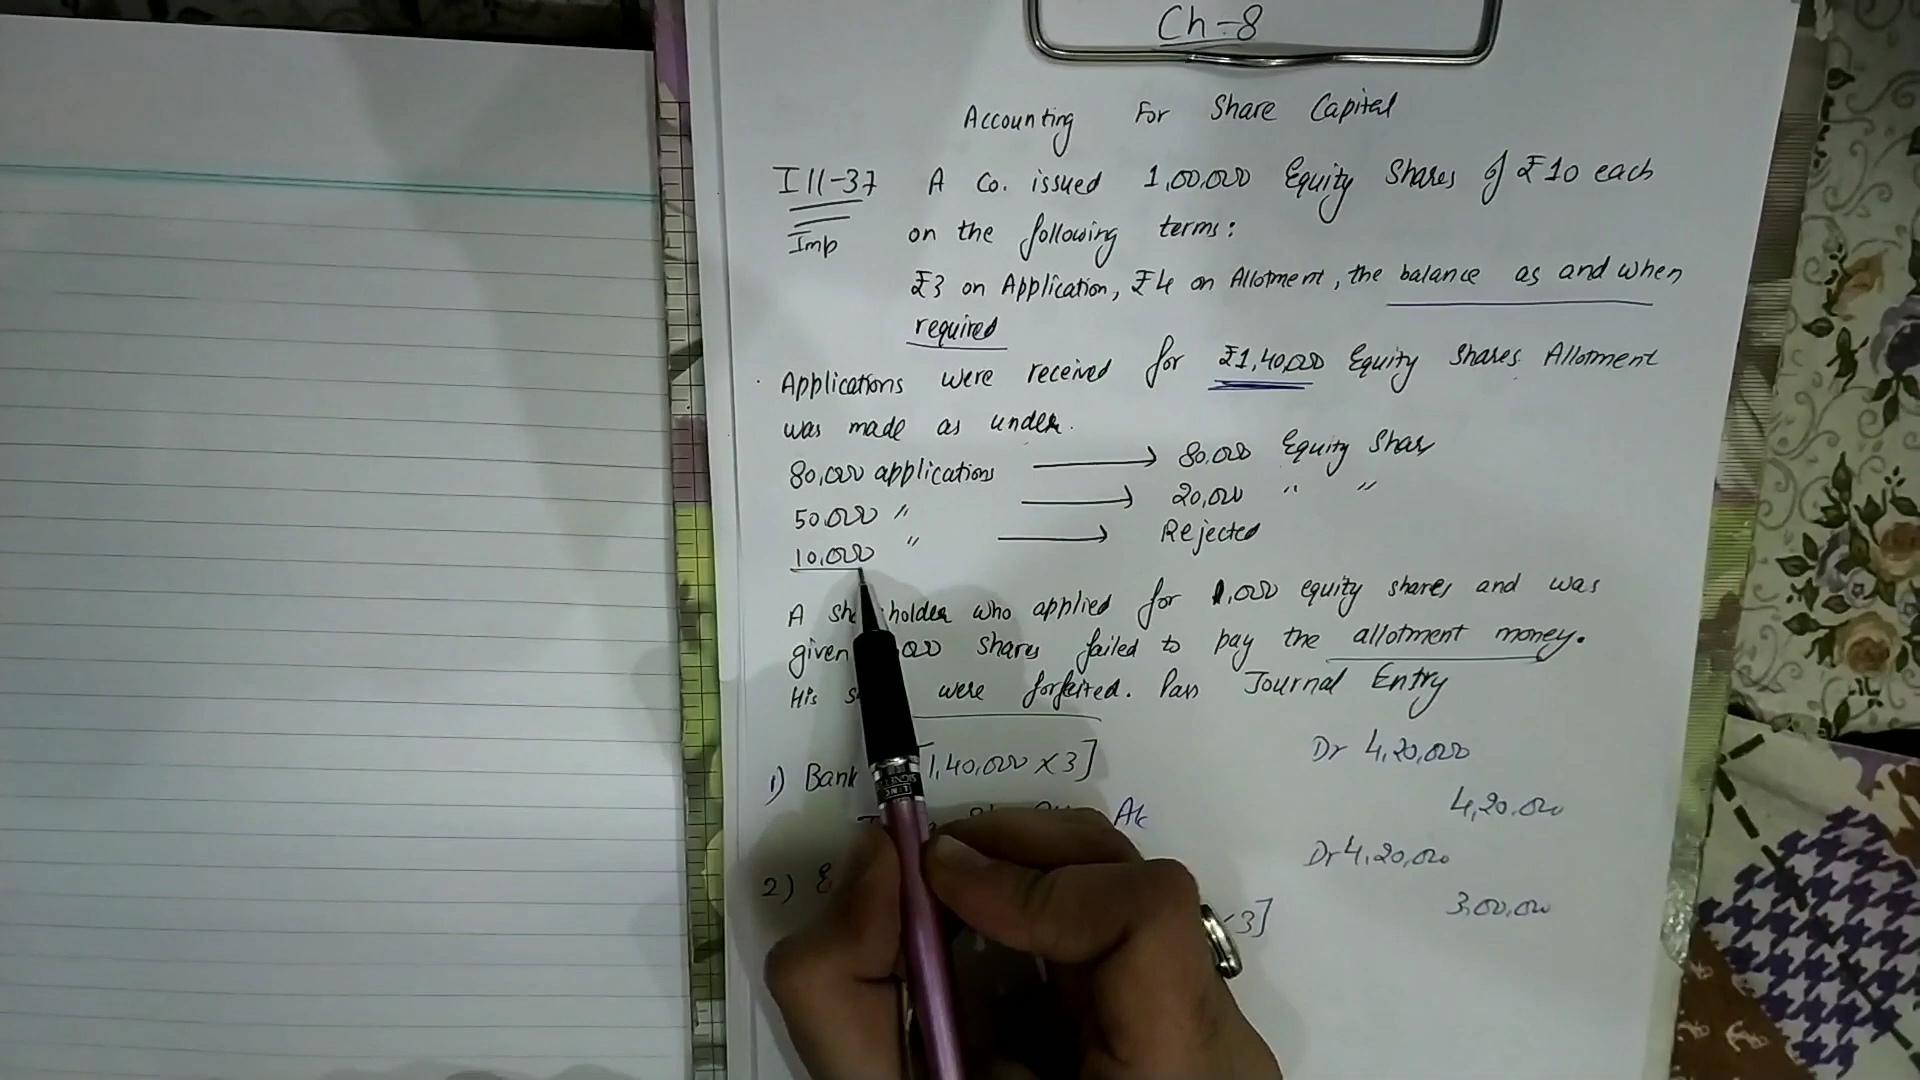 Ch-8
Accounting For Share Capital
Ill-37 A Co. issued 1,00,000 Equity Shares of ₹10 each
Imp on the following terms:
₹3 on Application, ₹4 on Allotment, the balance as and when
required
Applications were received for ₹1,40,000 Equity Shares. Allotment
was made as under.
80,000 applications → 80,000 Equity Share
50,000 " → 20,000 " "
10,000 " → Rejected
A holder who applied for 1,000 equity shares and was
given shares failed to pay the allotment money.
His were forfeited. Pass Journal Entry
1) Bank [1,40,000 × 3] Dr 4,20,000
A/c 4,20,000
2) E Dr 4,20,000
× 3] 3,00,000